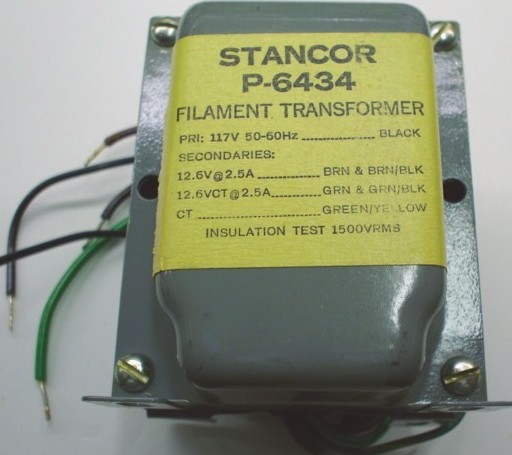 STANCOR
P-6434
FILAMENT TRANSFORMER
PRI: 117V 50-60Hz ........................ BLACK
SECONDARIES:
12.6V@2.5A .................... BRN & BRN/BLK
12.6VCT@2.5A ............... GRN & GRN/BLK
CT ........................................ GREEN/YELLOW
INSULATION TEST 1500VRMS